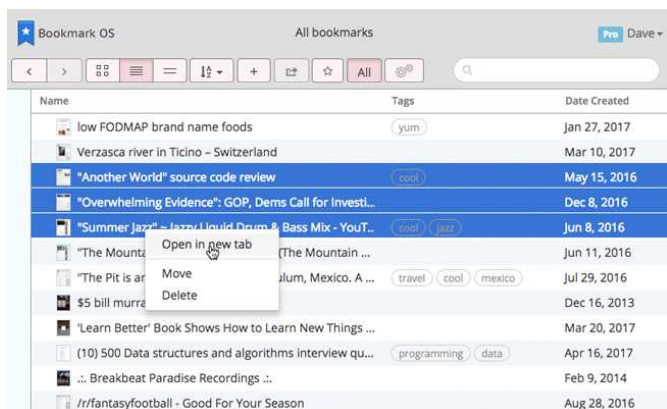 Bookmark OS All bookmarks Pro Dave
All
Name Tags Date Created
low FODMAP brand name foods yum Jan 27, 2017
Verzasca river in Ticino – Switzerland Mar 10, 2017
"Another World" source code review cool May 15, 2016
"Overwhelming Evidence": GOP, Dems Call for Investi... Dec 8, 2016
"Summer Jazz" ~ Jazzy Liquid Drum & Bass Mix - YouT... cool jazz Jun 8, 2016
Open in new tab
"The Mounta (The Mountain ... Jun 11, 2016
Move
"The Pit is ar ulum, Mexico. A ... travel cool mexico Jul 29, 2016
Delete
$5 bill murra Dec 16, 2013
'Learn Better' Book Shows How to Learn New Things ... Mar 20, 2017
(10) 500 Data structures and algorithms interview qu... programming data Apr 16, 2017
.:. Breakbeat Paradise Recordings .:. Feb 9, 2014
/r/fantasyfootball - Good For Your Season Aug 28, 2016